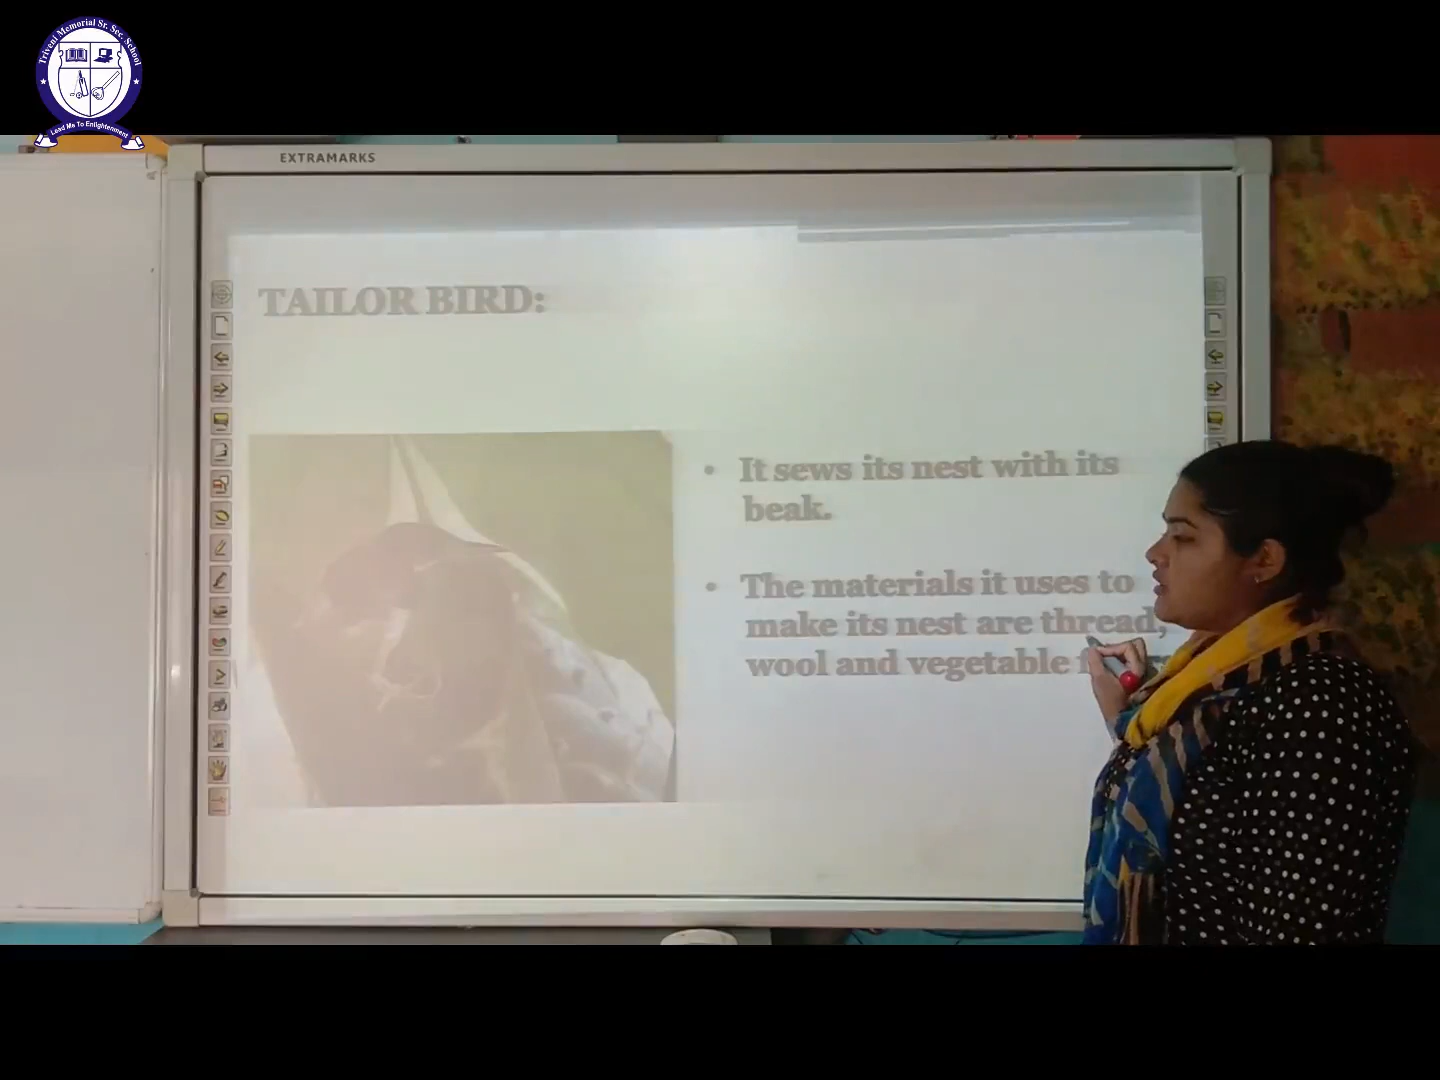 Triveni Memorial Sr. Sec. School
Lead Me To Enlightenment
EXTRAMARKS
TAILOR BIRD:
• It sews its nest with its
beak.
• The materials it uses to
make its nest are thread,
wool and vegetable